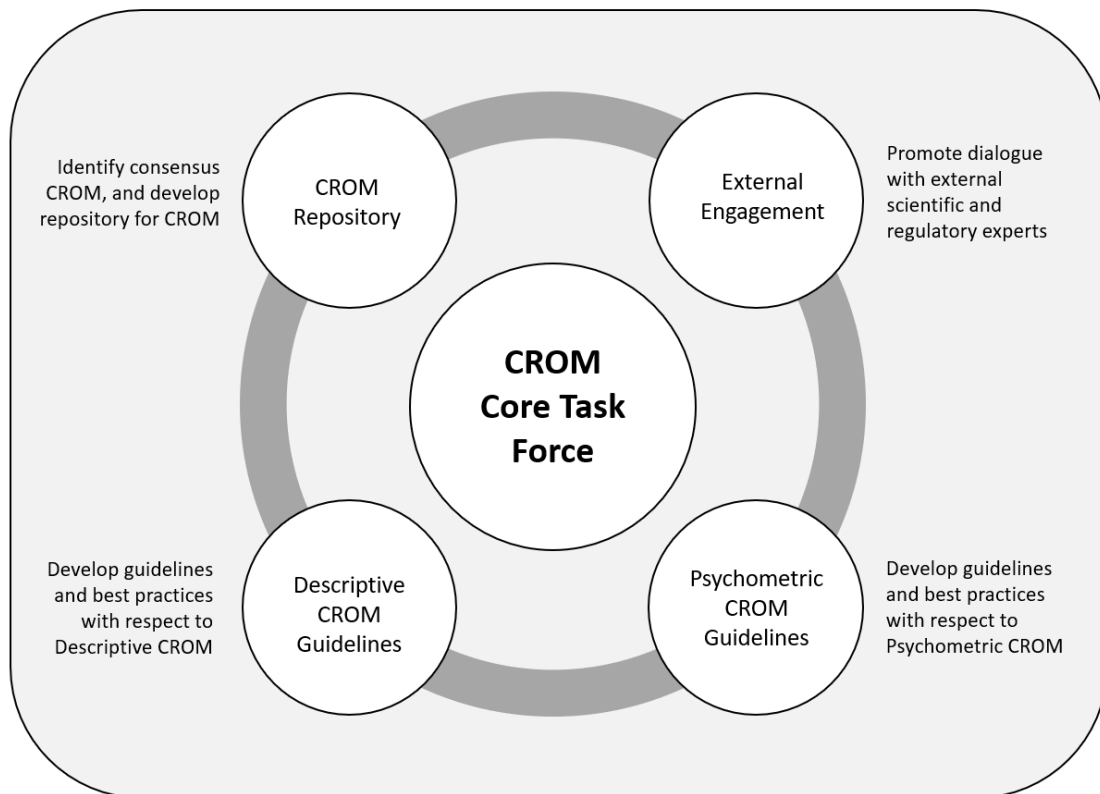 Identify consensus
CROM, and develop
repository for CROM
CROM
Repository
External
Engagement
Promote dialogue
with external
scientific and
regulatory experts
CROM
Core Task
Force
Develop guidelines
and best practices
with respect to
Descriptive CROM
Descriptive
CROM
Guidelines
Psychometric
CROM
Guidelines
Develop guidelines
and best practices
with respect to
Psychometric CROM